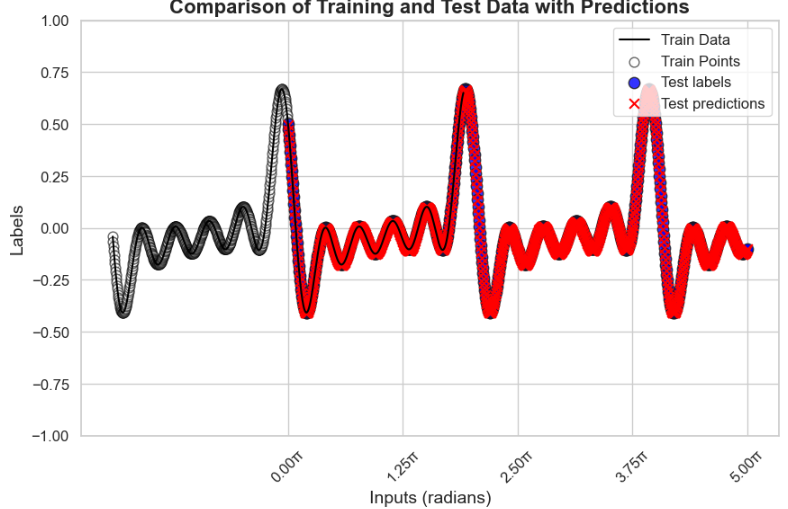 Comparison of Training and Test Data with Predictions
1.00
0.75
0.50
0.25
0.00
−0.25
−0.50
−0.75
−1.00
Labels
Train Data
Train Points
Test labels
Test predictions
0.00π
1.25π
2.50π
3.75π
5.00π
Inputs (radians)